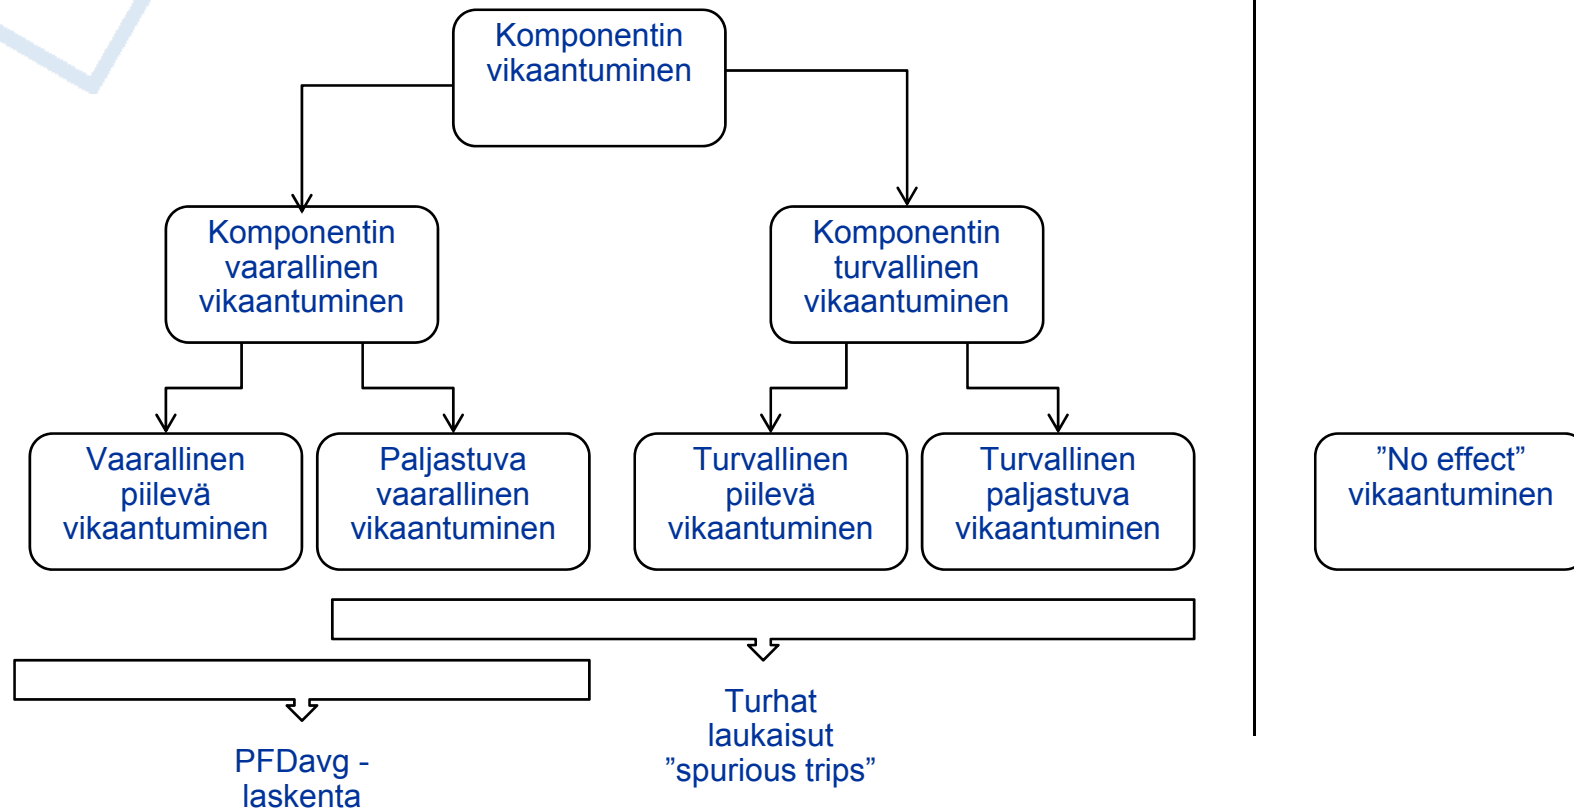 Komponentin
vikaantuminen
Komponentin
vaarallinen
vikaantuminen
Komponentin
turvallinen
vikaantuminen
Vaarallinen
piilevä
vikaantuminen
Paljastuva
vaarallinen
vikaantuminen
Turvallinen
piilevä
vikaantuminen
Turvallinen
paljastuva
vikaantuminen
”No effect”
vikaantuminen
Turhat
laukaisut
”spurious trips”
PFDavg -
laskenta